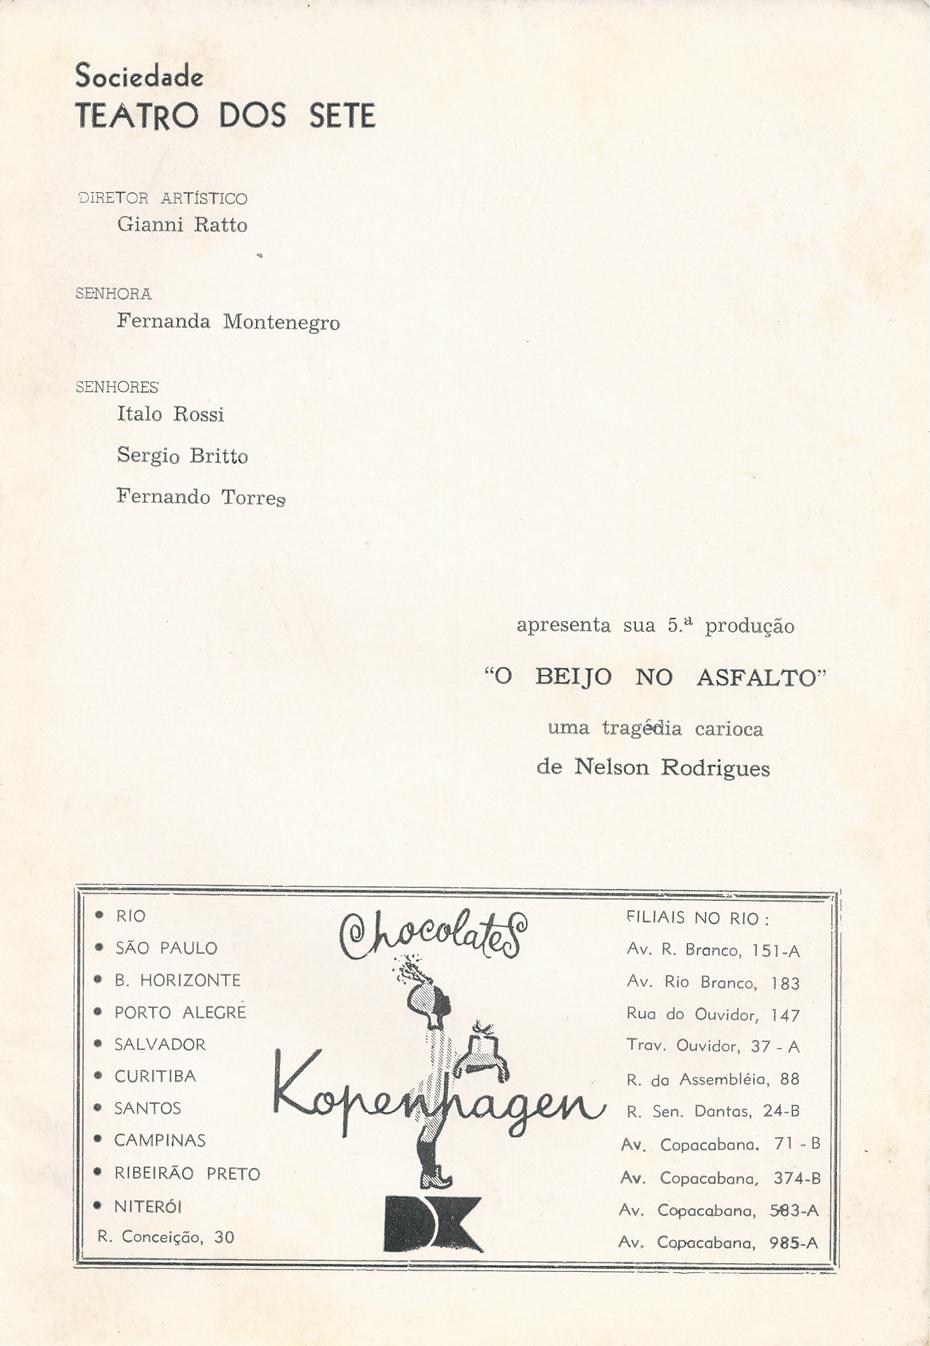 Sociedade
TEATRO DOS SETE
DIRETOR ARTÍSTICO
Gianni Ratto
SENHORA
Fernanda Montenegro
SENHORES
Italo Rossi
Sergio Britto
Fernando Torres
apresenta sua 5.ª produção
“O BEIJO NO ASFALTO”
uma tragédia carioca
de Nelson Rodrigues
• RIO
• SÃO PAULO
• B. HORIZONTE
• PORTO ALEGRE
• SALVADOR
• CURITIBA
• SANTOS
• CAMPINAS
• RIBEIRÃO PRETO
• NITERÓI
R. Conceição, 30
Chocolates
Kopenhagen
DK
FILIAIS NO RIO:
Av. R. Branco, 151-A
Av. Rio Branco, 183
Rua do Ouvidor, 147
Trav. Ouvidor, 37 - A
R. da Assembléia, 88
R. Sen. Dantas, 24-B
Av. Copacabana. 71 - B
Av. Copacabana, 374-B
Av. Copacabana, 583-A
Av. Copacabana, 985-A